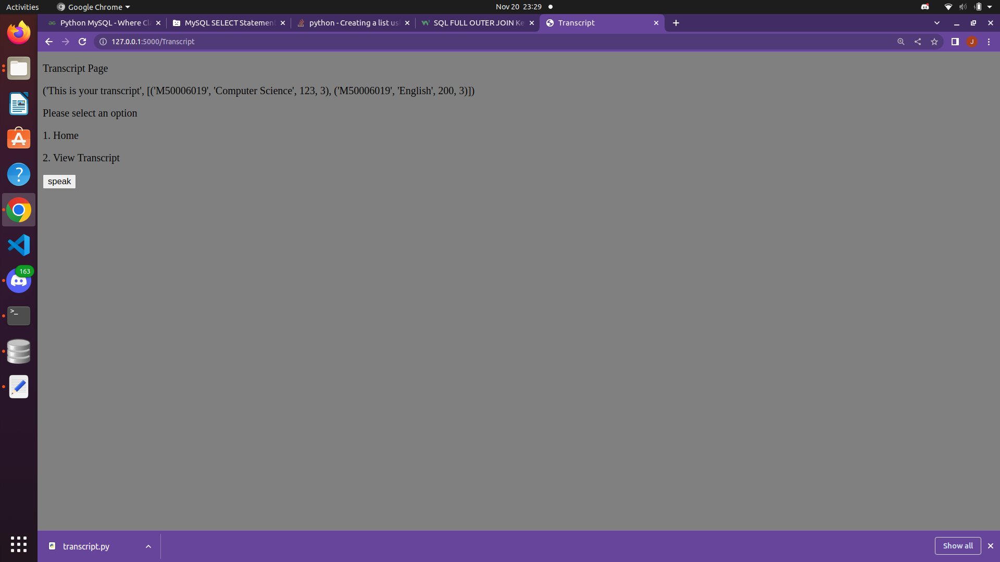 Activities Google Chrome Nov 20 23:29
Python MySQL - Where Cl MySQL SELECT Statement python - Creating a list us SQL FULL OUTER JOIN Ke Transcript
127.0.0.1:5000/Transcript J
Transcript Page
('This is your transcript', [('M50006019', 'Computer Science', 123, 3), ('M50006019', 'English', 200, 3)])
Please select an option
1. Home
2. View Transcript
speak
163
>_
transcript.py Show all